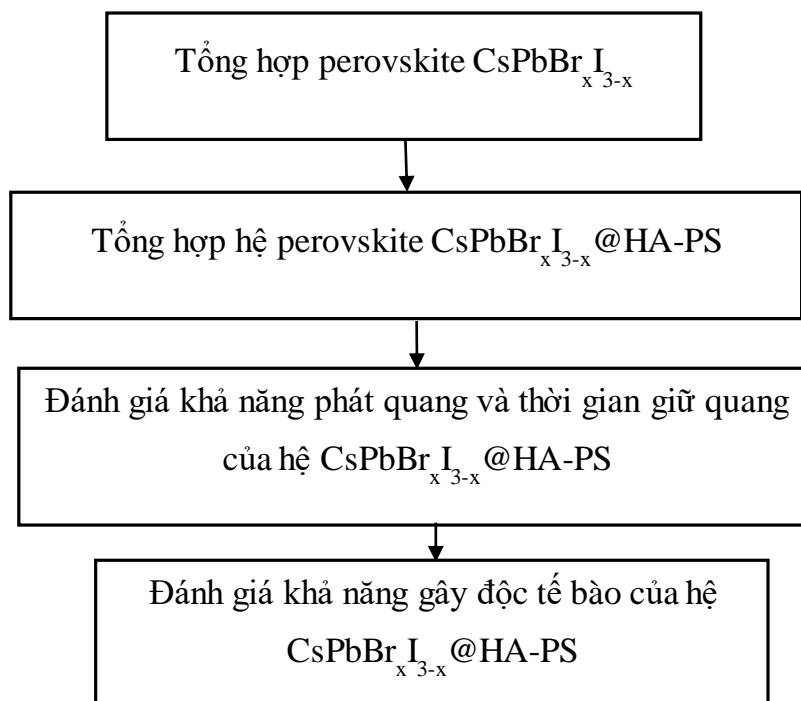 Tổng hợp perovskite CsPbBrₓI₃₋ₓ
Tổng hợp hệ perovskite CsPbBrₓI₃₋ₓ@HA-PS
Đánh giá khả năng phát quang và thời gian giữ quang
của hệ CsPbBrₓI₃₋ₓ@HA-PS
Đánh giá khả năng gây độc tế bào của hệ
CsPbBrₓI₃₋ₓ@HA-PS